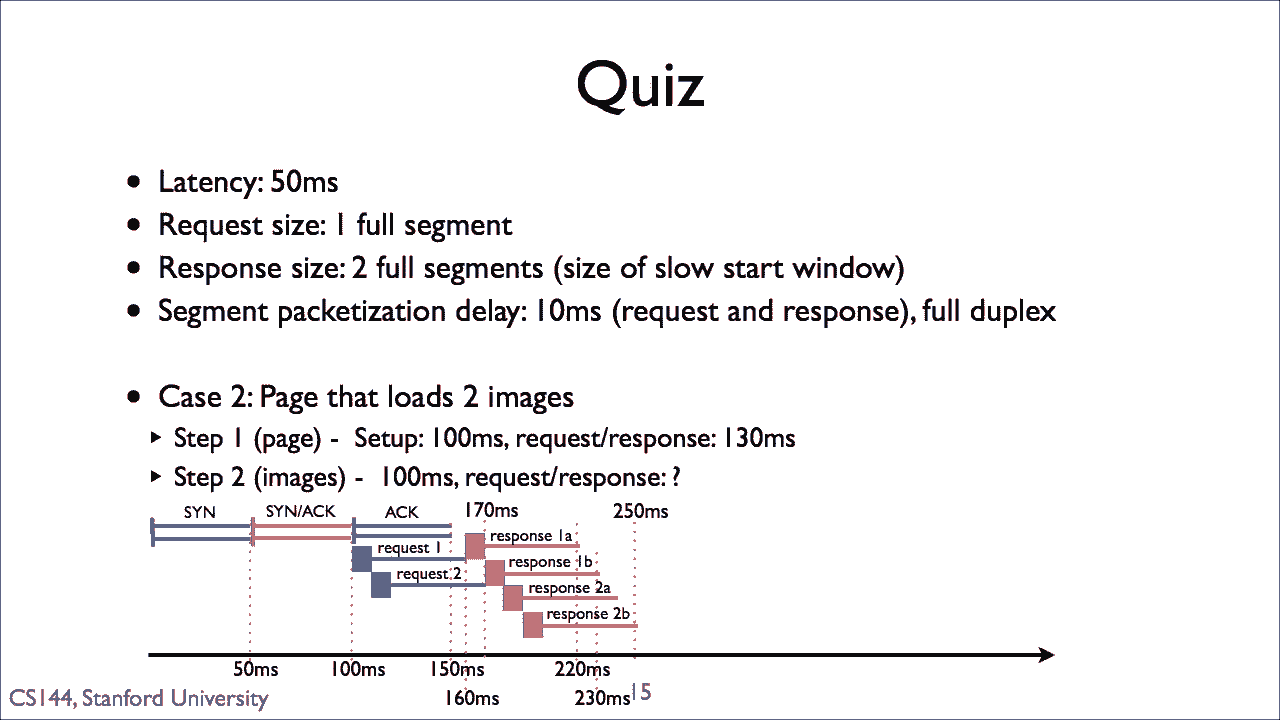 Quiz
• Latency: 50ms
• Request size: 1 full segment
• Response size: 2 full segments (size of slow start window)
• Segment packetization delay: 10ms (request and response), full duplex
• Case 2: Page that loads 2 images
‣ Step 1 (page) - Setup: 100ms, request/response: 130ms
‣ Step 2 (images) - 100ms, request/response: ?
SYN SYN/ACK ACK 170ms 250ms
response 1a
request 1
response 1b
request 2
response 2a
response 2b
50ms 100ms 150ms 220ms
160ms 230ms
CS144, Stanford University 15